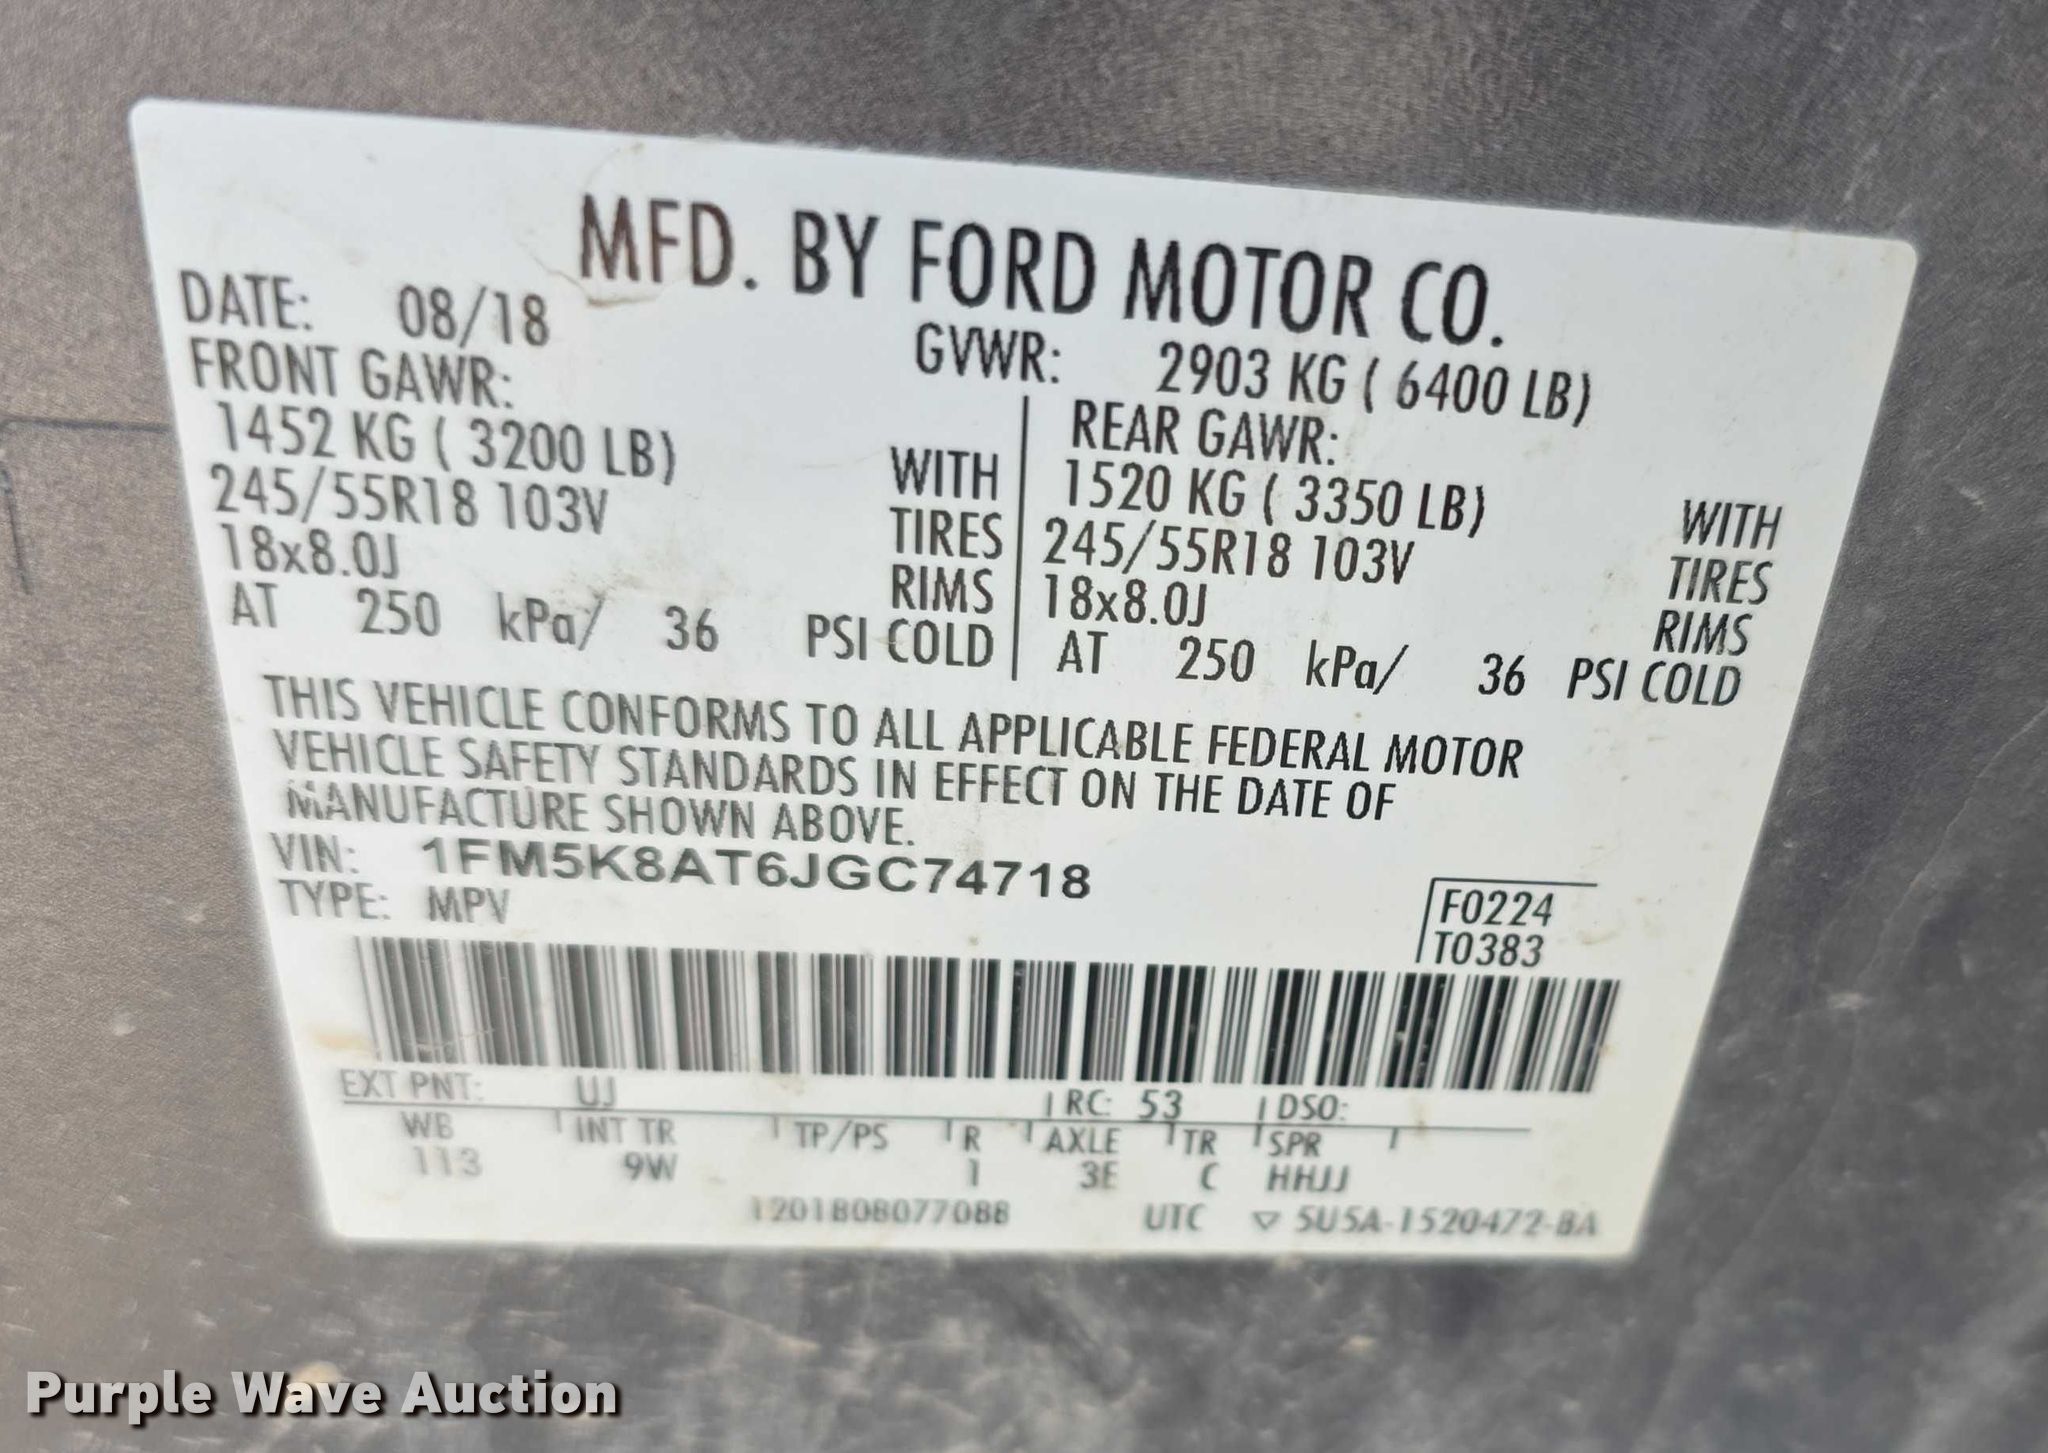 MFD. BY FORD MOTOR CO.
DATE: 08/18
GVWR: 2903 KG ( 6400 LB)
FRONT GAWR:
1452 KG ( 3200 LB) WITH
245/55R18 103V TIRES
18x8.0J RIMS
AT 250 kPa/ 36 PSI COLD
REAR GAWR:
1520 KG ( 3350 LB) WITH
245/55R18 103V TIRES
18x8.0J RIMS
AT 250 kPa/ 36 PSI COLD
THIS VEHICLE CONFORMS TO ALL APPLICABLE FEDERAL MOTOR
VEHICLE SAFETY STANDARDS IN EFFECT ON THE DATE OF
MANUFACTURE SHOWN ABOVE.
VIN: 1FM5K8AT6JGC74718
TYPE: MPV
F0224
T0383
EXT PNT: UJ RC: 53 DSO:
WB INT TR TP/PS R AXLE TR SPR
113 9W 1 3E C HHJJ
1201808077088 UTC ▽ 5U5A-1520472-BA
Purple Wave Auction